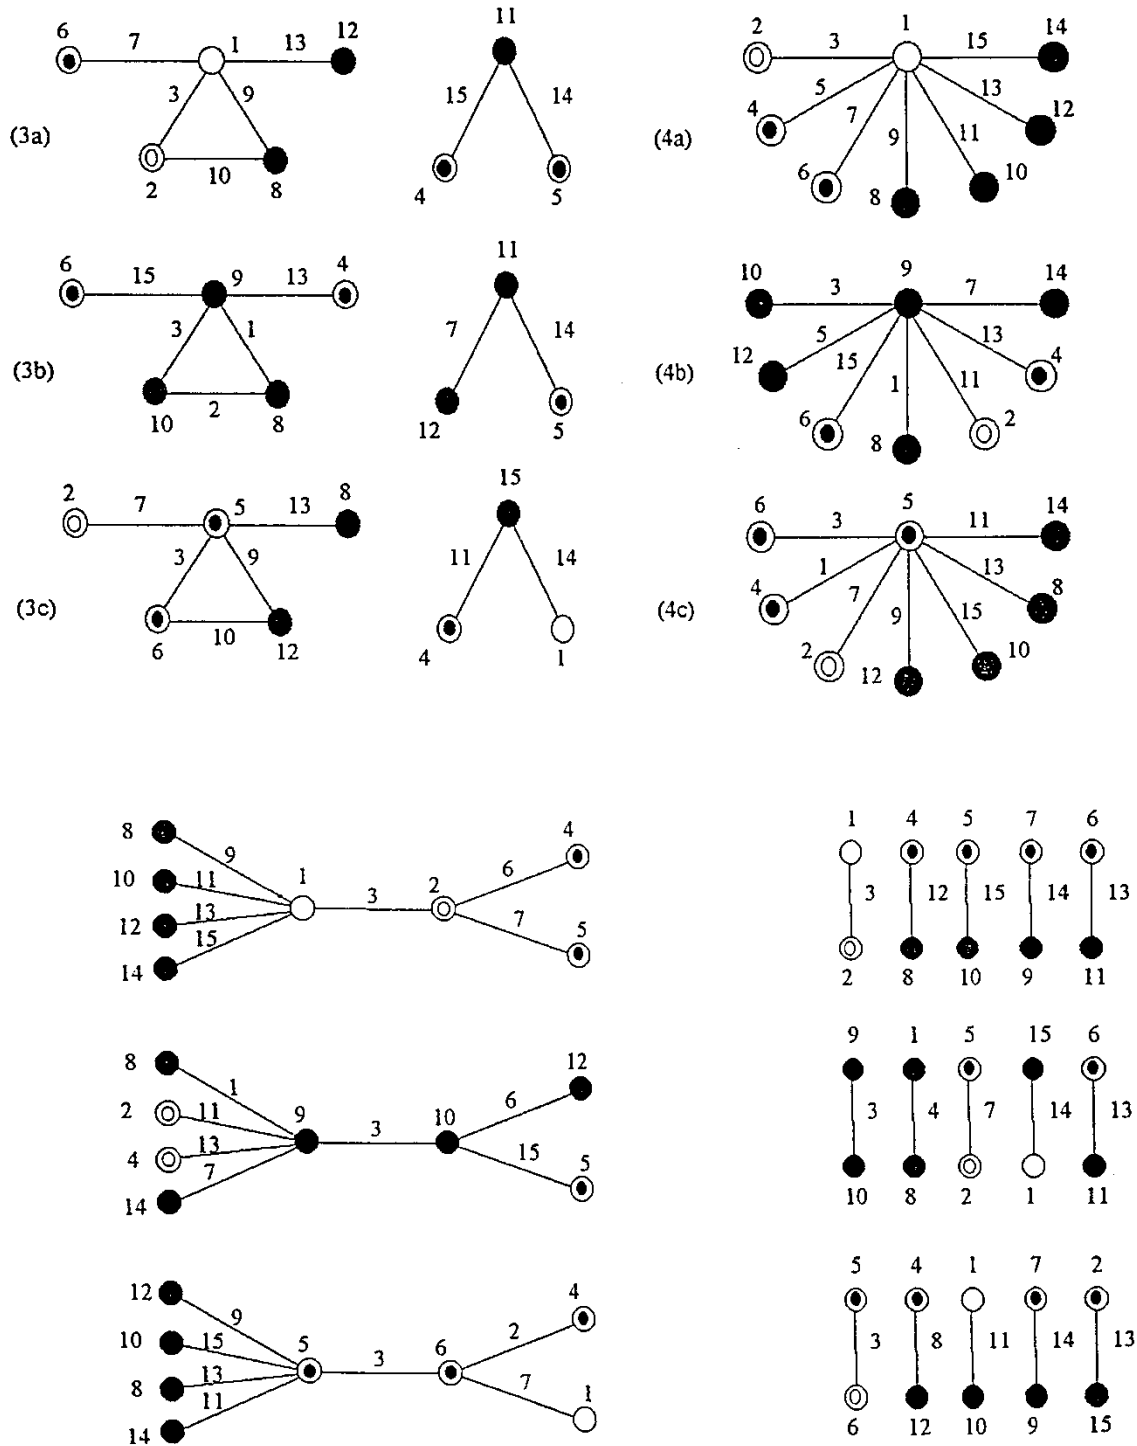 6 7 1 13 12
11
3 9
15 14
(3a)
2 10 8
4 5
2 3 1 15 14
5 13
4 7 12
9 11
(4a)
6 8 10
6 15 9 13 4
11
3 1
7 14
(3b)
10 2 8
12 5
10 3 9 7 14
5 13
12 15 4
1 11
(4b)
6 8 2
2 7 5 13 8
15
3 9
11 14
(3c)
6 10 12
4 1
6 3 5 11 14
1 13
4 7 8
9 15
(4c)
2 12 10
8 9 4
10 11 1 3 2 6
12 13 7
14 15 5
1 4 5 7 6
3 12 15 14 13
2 8 10 9 11
8 1 12
2 11 9 3 10 6
4 13 15
14 7 5
9 1 5 15 6
3 4 7 14 13
10 8 2 1 11
12 9 4
10 15 5 3 6 2
8 13 7
14 11 1
5 4 1 7 2
3 8 11 14 13
6 12 10 9 15